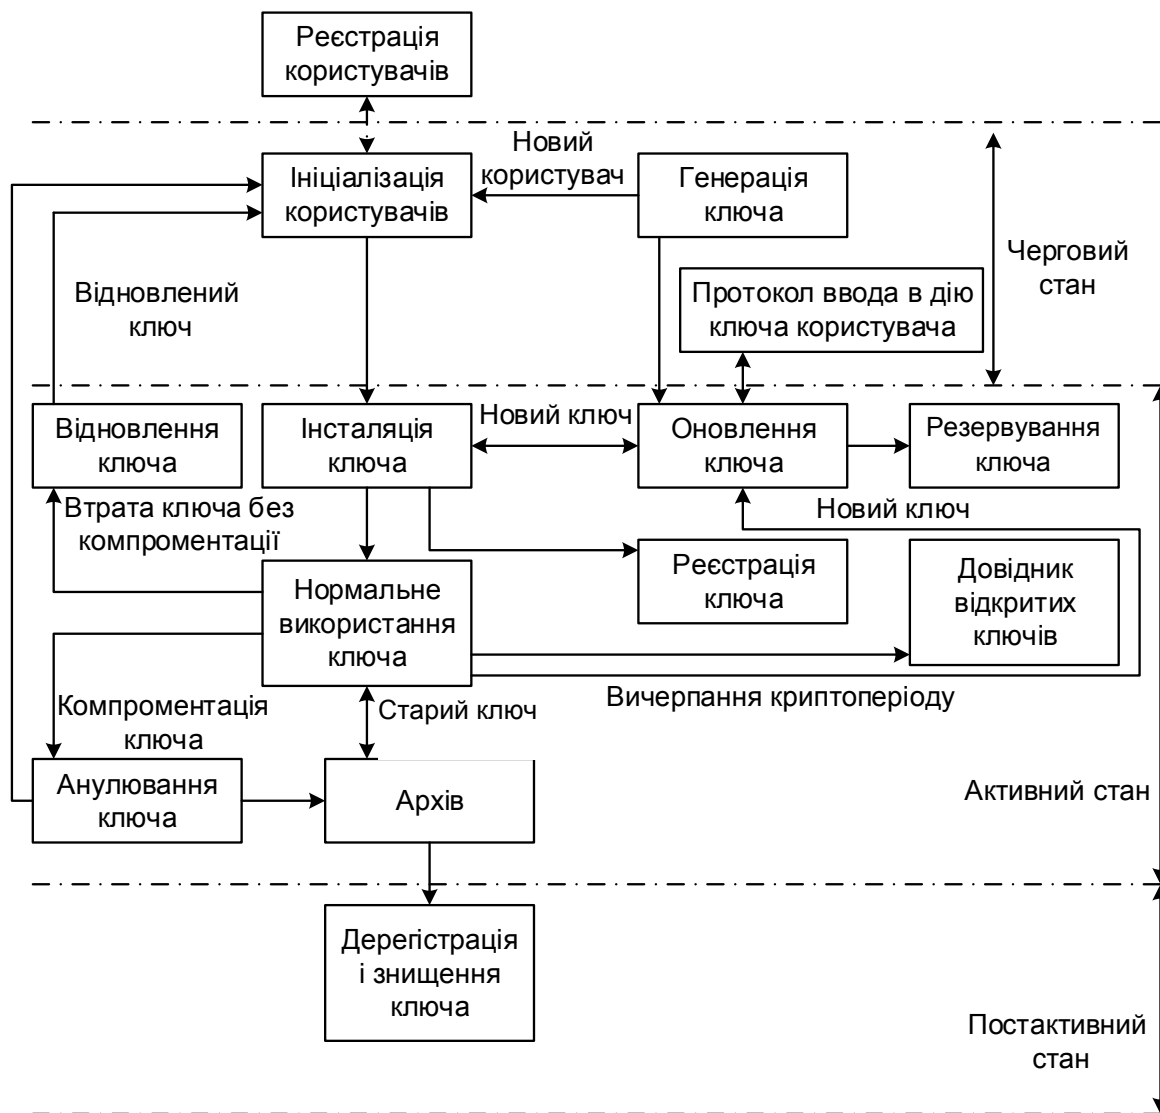 Реєстрація
користувачів
Новий
користувач
Ініціалізація
користувачів
Генерація
ключа
Черговий
стан
Відновлений
ключ
Протокол ввода в дію
ключа користувача
Відновлення
ключа
Інсталяція
ключа
Новий ключ
Оновлення
ключа
Резервування
ключа
Втрата ключа без
компроментації
Новий ключ
Реєстрація
ключа
Довідник
відкритих
ключів
Нормальне
використання
ключа
Вичерпання криптоперіоду
Компроментація
ключа
Старий ключ
Анулювання
ключа
Архів
Активний стан
Дерегістрація
і знищення
ключа
Постактивний
стан